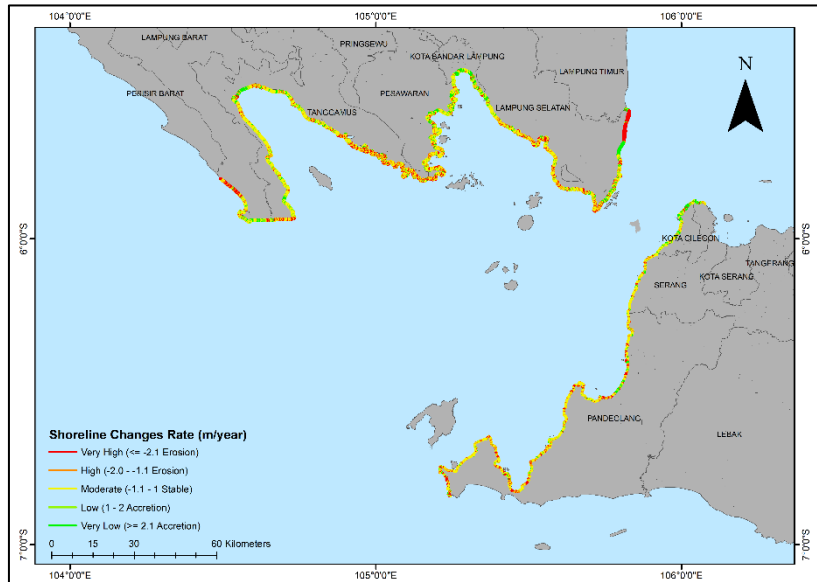 104°0'0"E 105°0'0"E 106°0'0"E
LAMPUNG BARAT
PRINGSEWU
KOTA BANDAR LAMPUNG
LAMPUNG TIMUR
N
PESISIR BARAT
PESAWARAN
TANGGAMUS
LAMPUNG SELATAN
6°0'0"S 6°0'0"S
KOTA CILEGON
TANGERANG
KOTA SERANG
SERANG
PANDEGLANG
LEBAK
Shoreline Changes Rate (m/year)
Very High (<= -2.1 Erosion)
High (-2.0 - -1.1 Erosion)
Moderate (-1.1 - 1 Stable)
Low (1 - 2 Accretion)
Very Low (>= 2.1 Accretion)
0 15 30 60 Kilometers
7°0'0"S 7°0'0"S
104°0'0"E 105°0'0"E 106°0'0"E